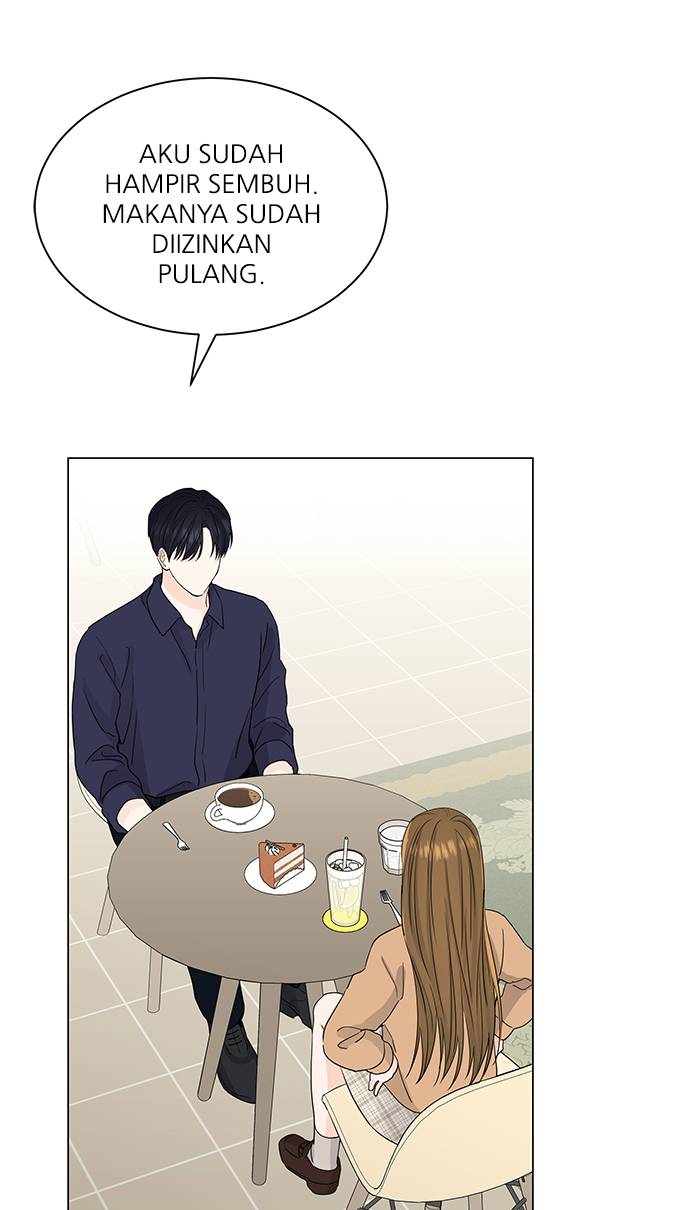 AKU SUDAH
HAMPIR SEMBUH.
MAKANYA SUDAH
DIIZINKAN
PULANG.